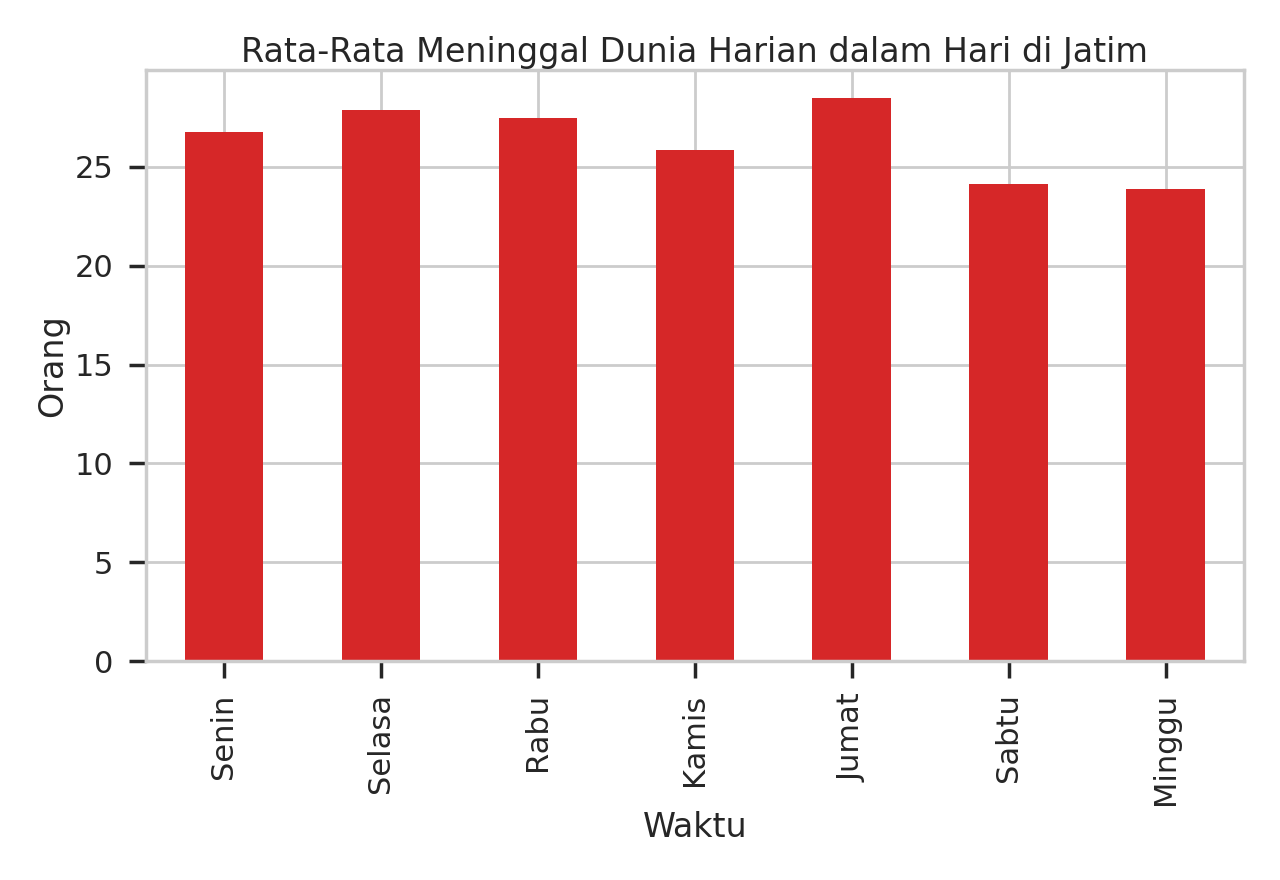 Rata-Rata Meninggal Dunia Harian dalam Hari di Jatim
Orang
25
20
15
10
5
0
Senin
Selasa
Rabu
Kamis
Jumat
Sabtu
Minggu
Waktu